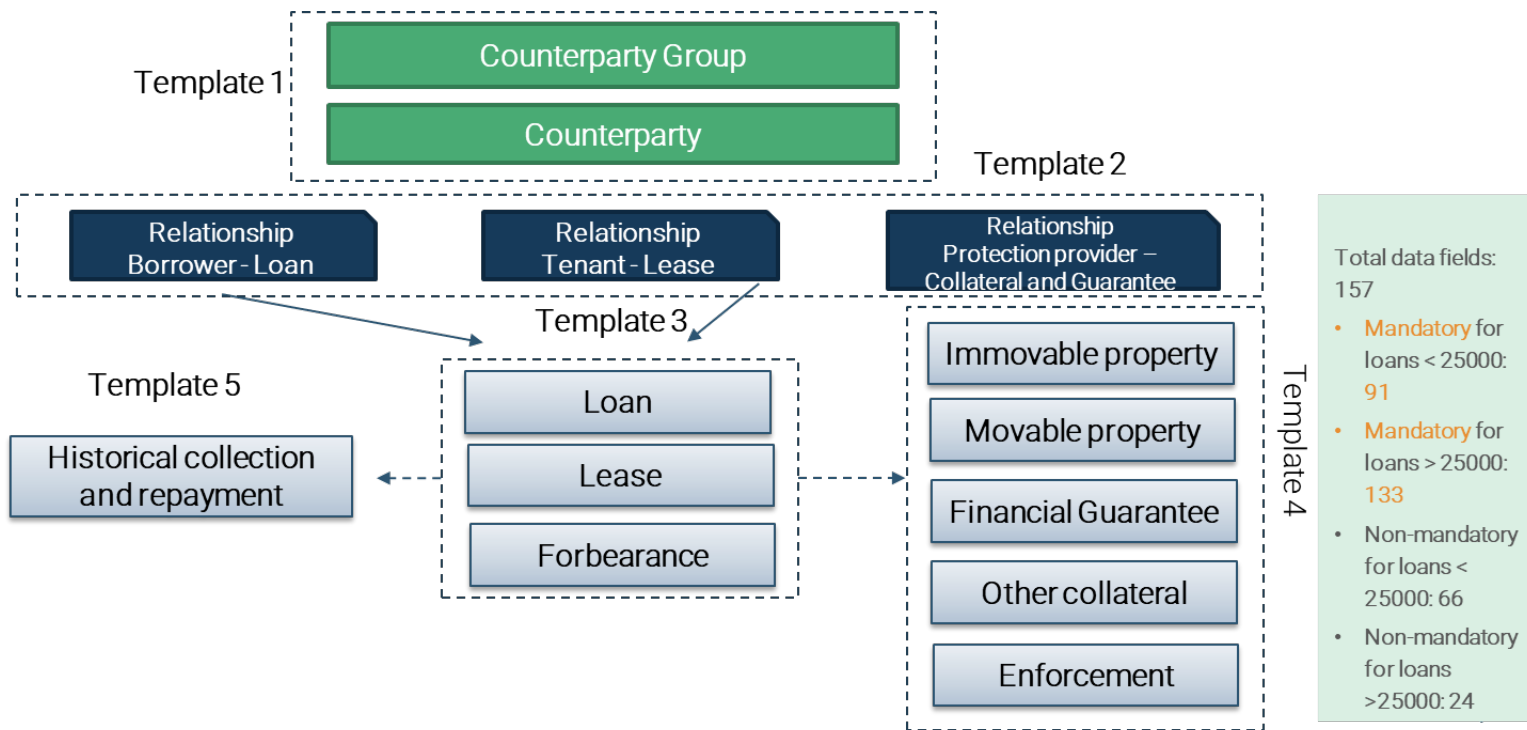 Counterparty Group
Template 1
Counterparty
Template 2
Relationship
Borrower - Loan
Relationship
Tenant - Lease
Relationship
Protection provider –
Collateral and Guarantee
Template 3
Template 5
Historical collection
and repayment
Loan
Lease
Forbearance
Immovable property
Movable property
Financial Guarantee
Other collateral
Enforcement
Template 4
Total data fields:
157
• Mandatory for
loans < 25000:
91
• Mandatory for
loans > 25000:
133
• Non-mandatory
for loans <
25000: 66
• Non-mandatory
for loans
>25000: 24